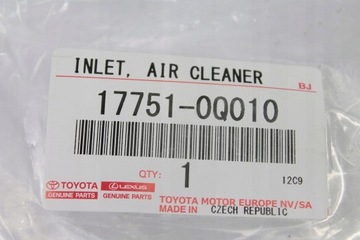 INLET, AIR CLEANER
BJ
17751-0Q010
QTY:
1
12C9
TOYOTA
GENUINE PARTS
LEXUS
GENUINE PARTS
TOYOTA MOTOR EUROPE NV/SA
MADE IN CZECH REPUBLIC